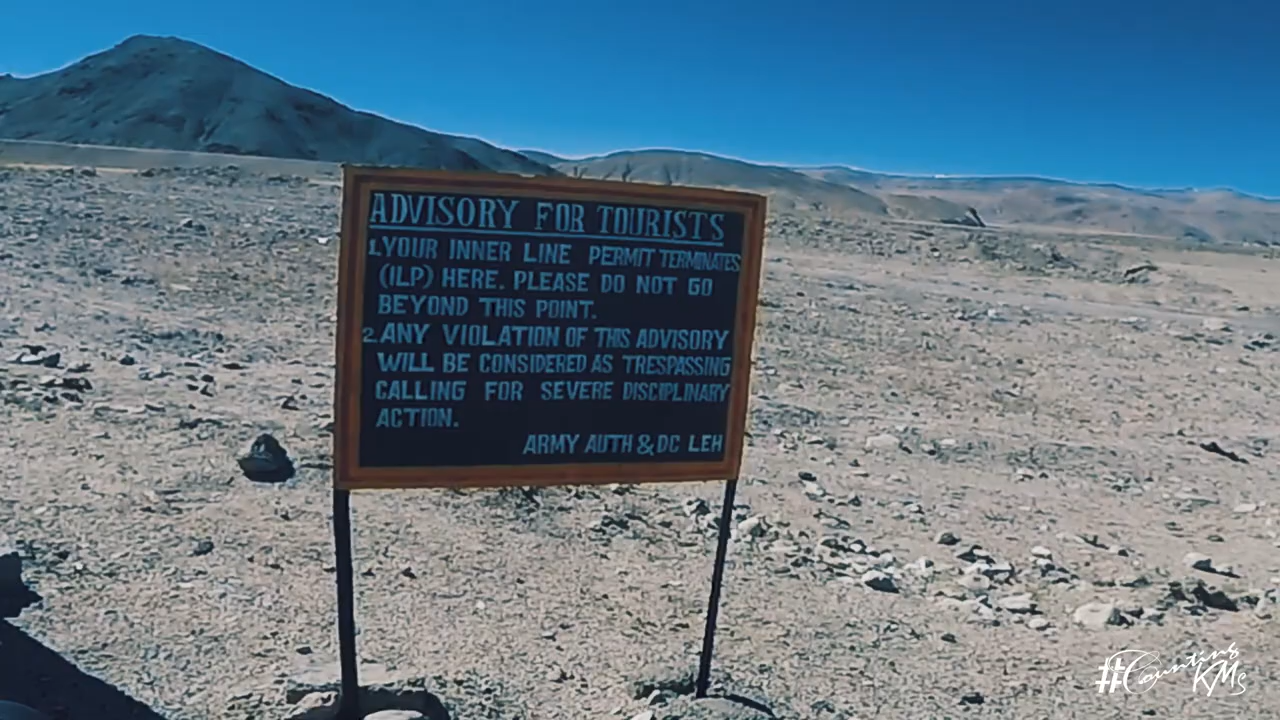 ADVISORY FOR TOURISTS
1.YOUR INNER LINE PERMIT TERMINATES
(ILP) HERE. PLEASE DO NOT GO
BEYOND THIS POINT.
2.ANY VIOLATION OF THIS ADVISORY
WILL BE CONSIDERED AS TRESPASSING
CALLING FOR SEVERE DISCIPLINARY
ACTION.
ARMY AUTH & DC LEH
#Counting
KMs